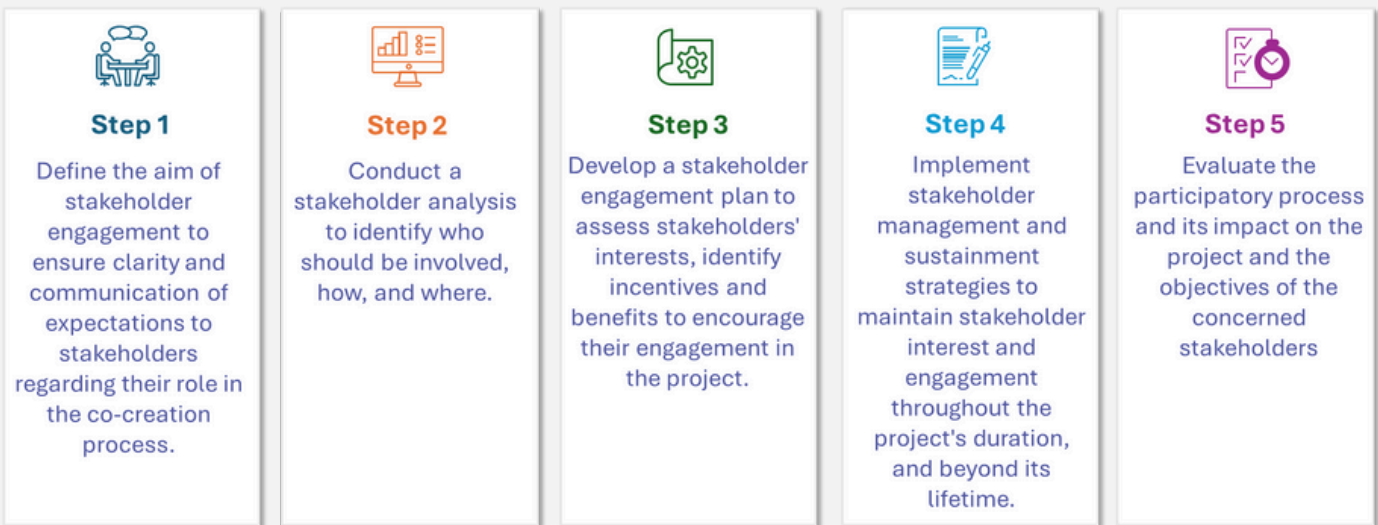 Step 1
Define the aim of
stakeholder
engagement to
ensure clarity and
communication of
expectations to
stakeholders
regarding their role in
the co-creation
process.
Step 2
Conduct a
stakeholder analysis
to identify who
should be involved,
how, and where.
Step 3
Develop a stakeholder
engagement plan to
assess stakeholders'
interests, identify
incentives and
benefits to encourage
their engagement in
the project.
Step 4
Implement
stakeholder
management and
sustainment
strategies to
maintain stakeholder
interest and
engagement
throughout the
project's duration,
and beyond its
lifetime.
Step 5
Evaluate the
participatory process
and its impact on the
project and the
objectives of the
concerned
stakeholders